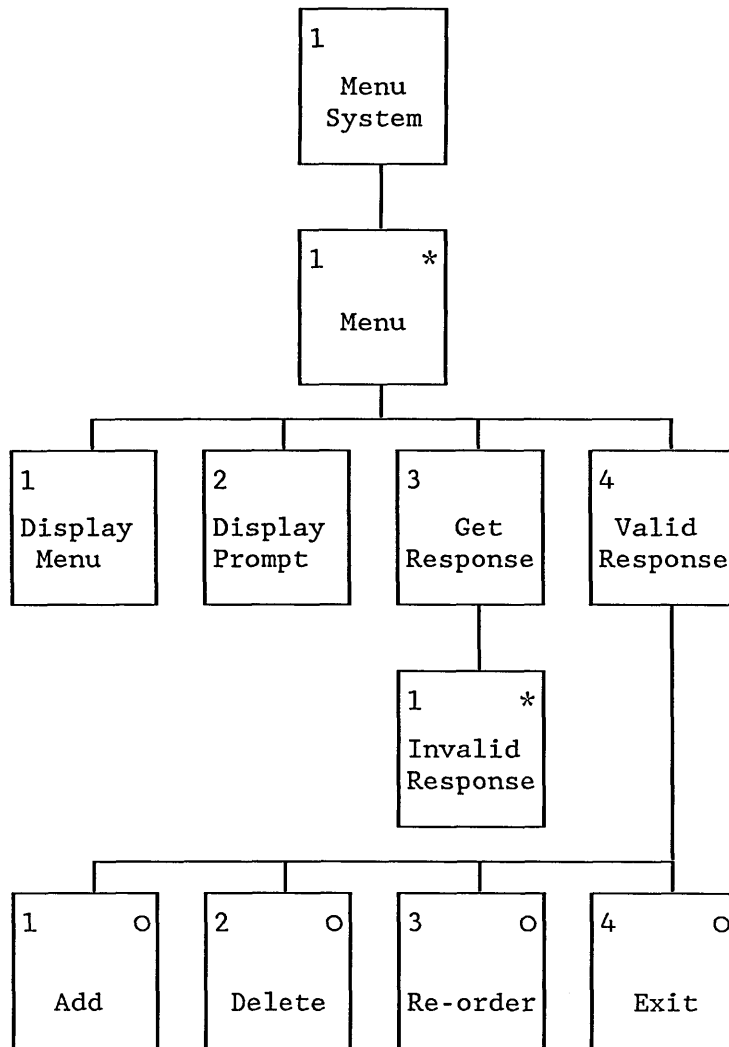 1
Menu
System
1 *
Menu
1
Display
Menu
2
Display
Prompt
3
Get
Response
4
Valid
Response
1 *
Invalid
Response
1 o
Add
2 o
Delete
3 o
Re-order
4 o
Exit